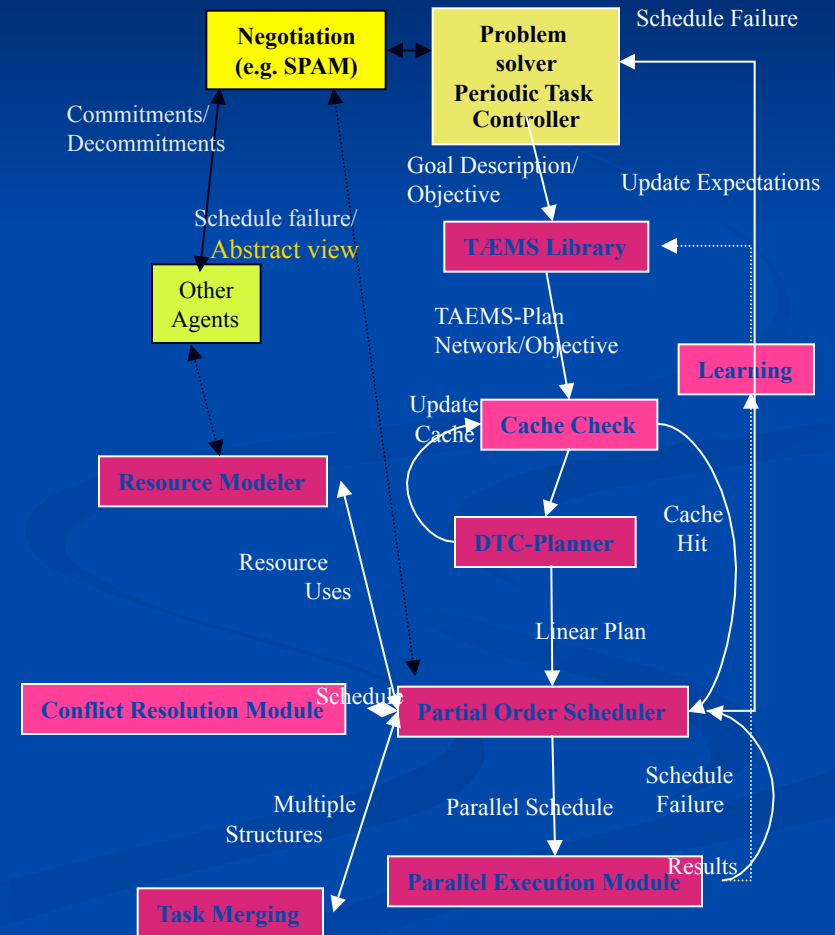 Schedule Failure
Negotiation
(e.g. SPAM)
Problem
solver
Periodic Task
Controller
Commitments/
Decommitments
Goal Description/
Objective
Update Expectations
Schedule failure/
Abstract view
TÆMS Library
Other
Agents
TAEMS-Plan
Network/Objective
Learning
Update
Cache
Cache Check
Resource Modeler
Cache
Hit
DTC-Planner
Resource
Uses
Linear Plan
Schedule
Conflict Resolution Module
Partial Order Scheduler
Schedule
Failure
Multiple
Structures
Parallel Schedule
Results
Parallel Execution Module
Task Merging